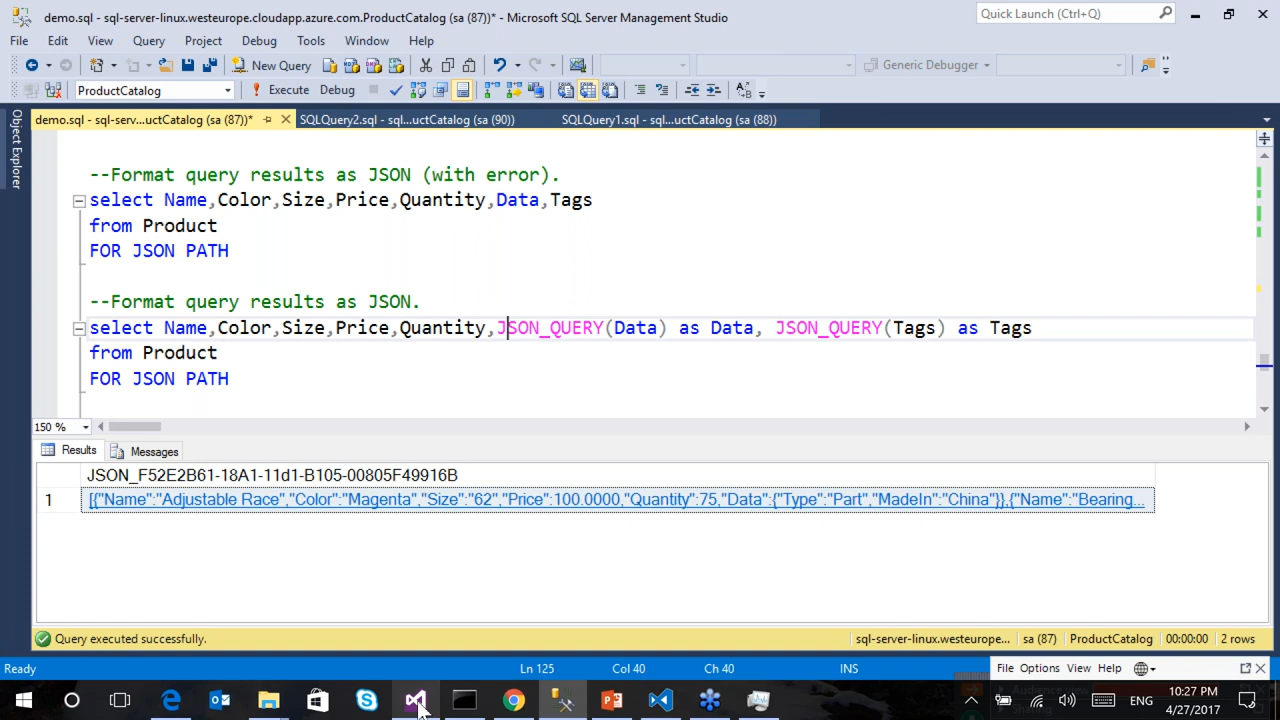 demo.sql - sql-server-linux.westeurope.cloudapp.azure.com.ProductCatalog (sa (87))* - Microsoft SQL Server Management Studio
Quick Launch (Ctrl+Q)
File Edit View Query Project Debug Tools Window Help
New Query
Generic Debugger
ProductCatalog
Execute Debug
Object Explorer
demo.sql - sql-serv...uctCatalog (sa (87))*
SQLQuery2.sql - sql...uctCatalog (sa (90))
SQLQuery1.sql - sql...uctCatalog (sa (88))
--Format query results as JSON (with error).
select Name,Color,Size,Price,Quantity,Data,Tags
from Product
FOR JSON PATH
--Format query results as JSON.
select Name,Color,Size,Price,Quantity,JSON_QUERY(Data) as Data, JSON_QUERY(Tags) as Tags
from Product
FOR JSON PATH
150 %
Results Messages
JSON_F52E2B61-18A1-11d1-B105-00805F49916B
1 [{"Name":"Adjustable Race","Color":"Magenta","Size":"62","Price":100.0000,"Quantity":75,"Data":{"Type":"Part","MadeIn":"China"}},{"Name":"Bearing...
Query executed successfully.
sql-server-linux.westeurope... sa (87) ProductCatalog 00:00:00 2 rows
Ready
Ln 125 Col 40 Ch 40 INS
File Options View Help
ENG
10:27 PM
4/27/2017